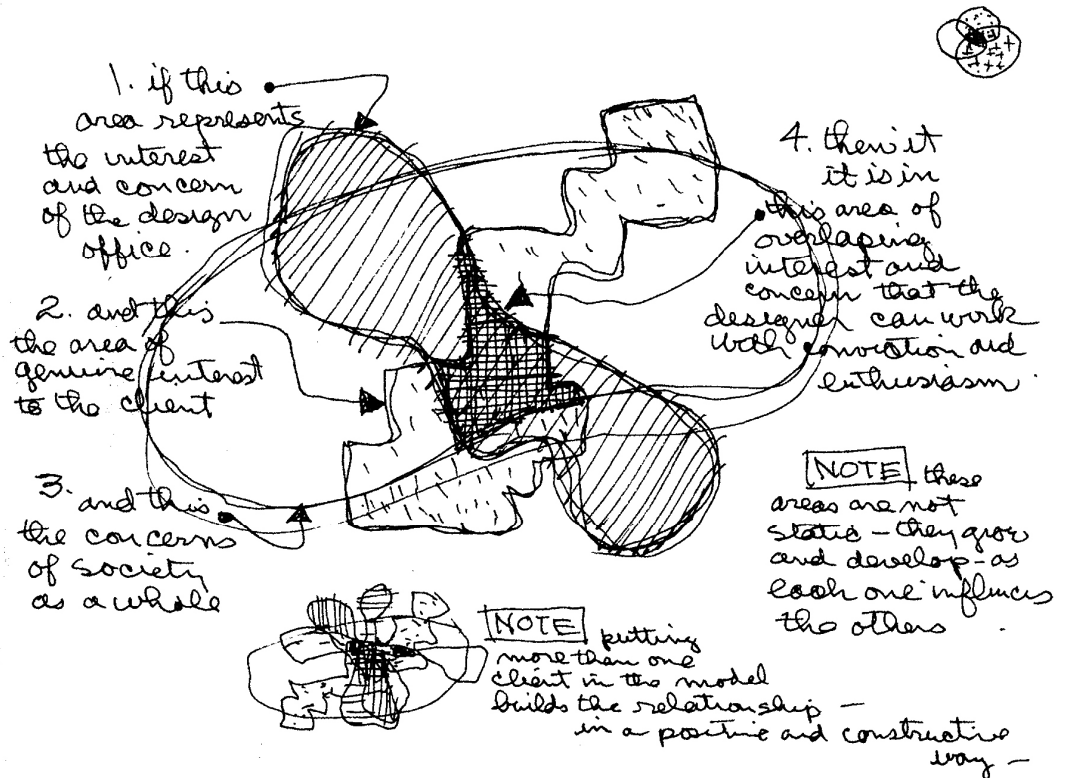 1. if this
area represents
the interest
and concern
of the design
office.
2. and this
the area of
genuine interest
to the client
3. and this
the concerns
of society
as a whole
4. then it
it is in
this area of
overlaping
interest and
concern that the
designer can work
with conviction and
enthusiasm.
NOTE these
areas are not
static - they grow
and develop - as
each one influences
the others.
NOTE putting
more than one
client in the model
builds the relationship -
in a positive and constructive
way -